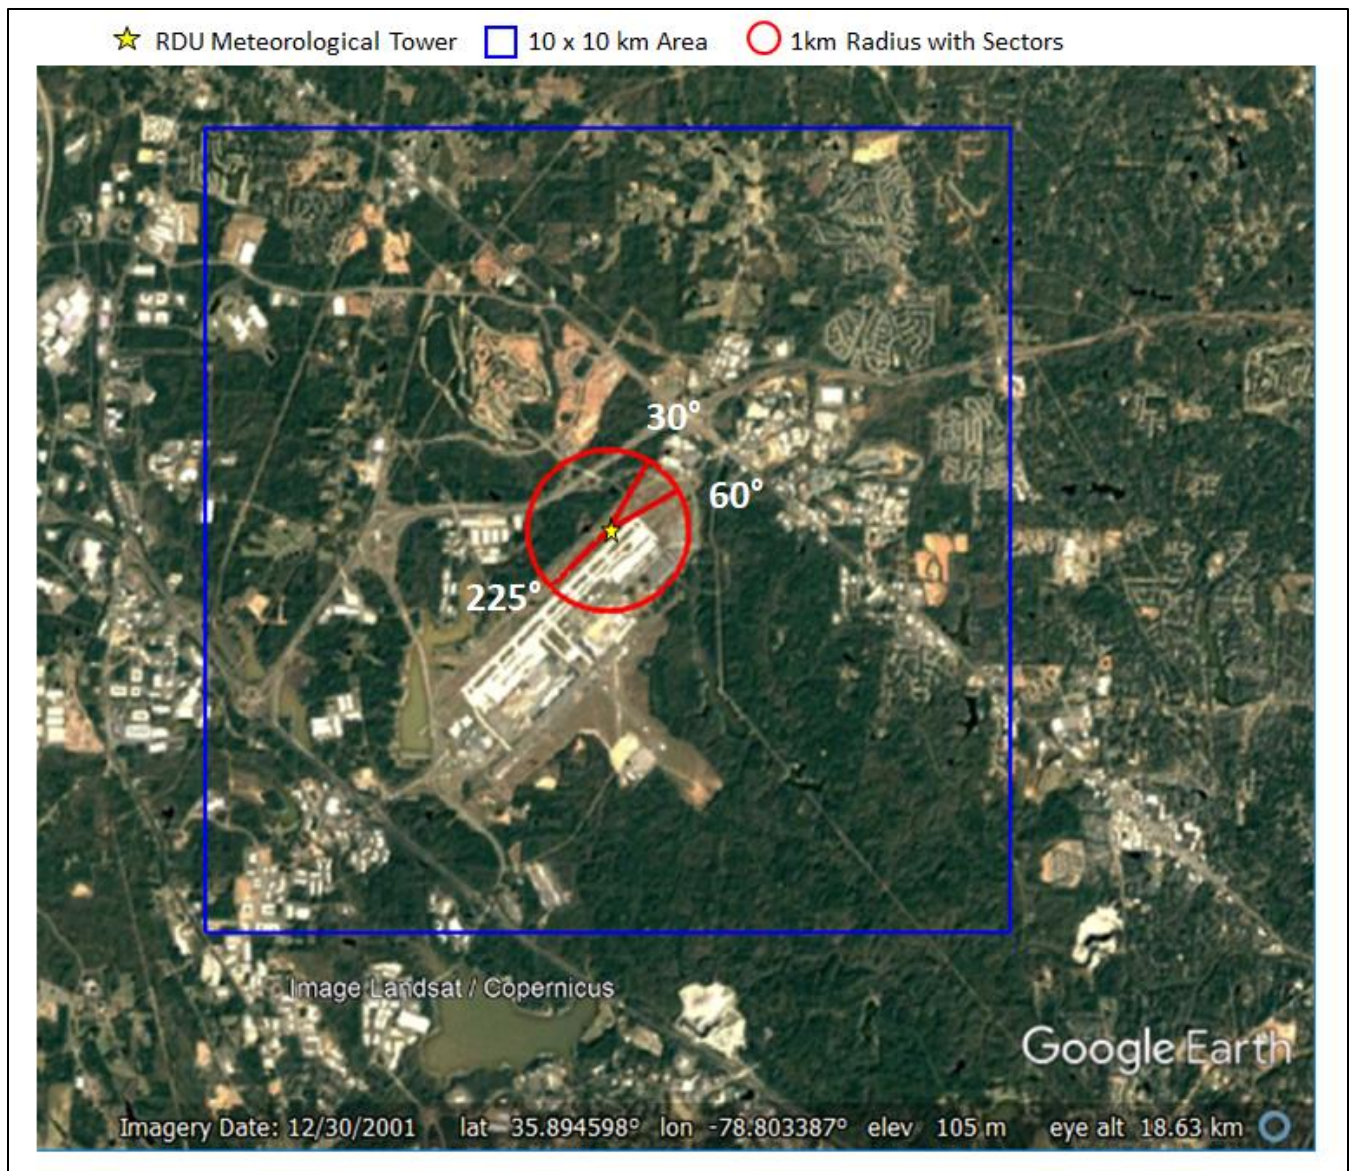 RDU Meteorological Tower 10 x 10 km Area 1km Radius with Sectors
30°
60°
225°
Image Landsat / Copernicus
Google Earth
Imagery Date: 12/30/2001 lat 35.894598° lon -78.803387° elev 105 m eye alt 18.63 km